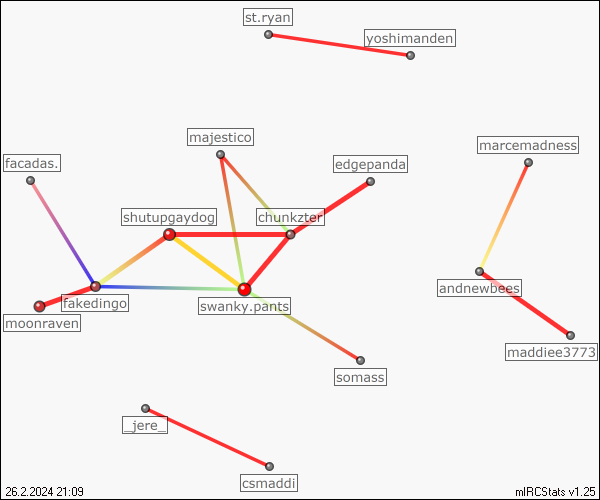 st.ryan
yoshimanden
majestico
marcemadness
facadas.
edgepanda
shutupgaydog
chunkzter
andnewbees
fakedingo
swanky.pants
moonraven
maddiee3773
somass
_jere_
csmaddi
26.2.2024 21:09
mIRCStats v1.25